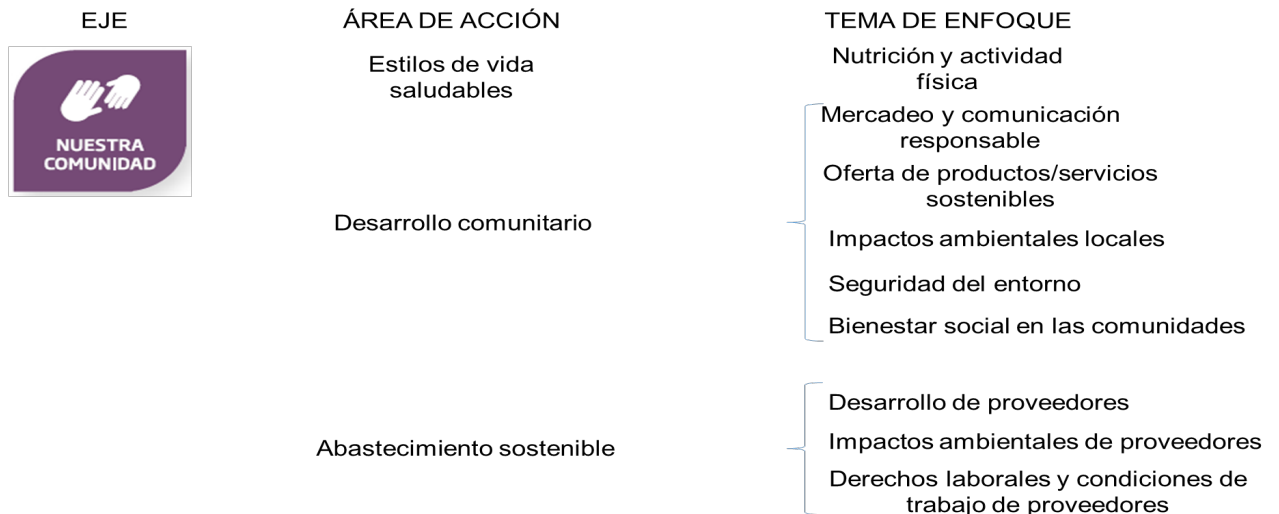 EJE
ÁREA DE ACCIÓN
TEMA DE ENFOQUE
NUESTRA
COMUNIDAD
Estilos de vida
saludables
Nutrición y actividad
física
Desarrollo comunitario
Mercadeo y comunicación
responsable
Oferta de productos/servicios
sostenibles
Impactos ambientales locales
Seguridad del entorno
Bienestar social en las comunidades
Abastecimiento sostenible
Desarrollo de proveedores
Impactos ambientales de proveedores
Derechos laborales y condiciones de
trabajo de proveedores